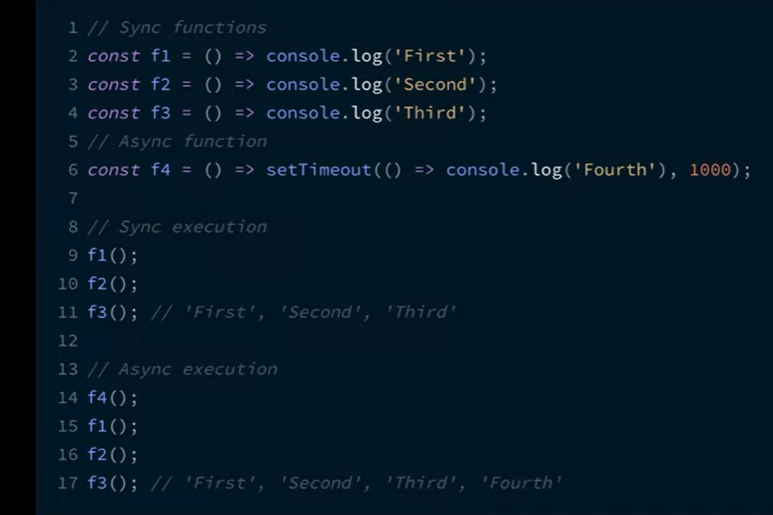 1 // Sync functions
2 const f1 = () => console.log('First');
3 const f2 = () => console.log('Second');
4 const f3 = () => console.log('Third');
5 // Async function
6 const f4 = () => setTimeout(() => console.log('Fourth'), 1000);
7
8 // Sync execution
9 f1();
10 f2();
11 f3(); // 'First', 'Second', 'Third'
12
13 // Async execution
14 f4();
15 f1();
16 f2();
17 f3(); // 'First', 'Second', 'Third', 'Fourth'